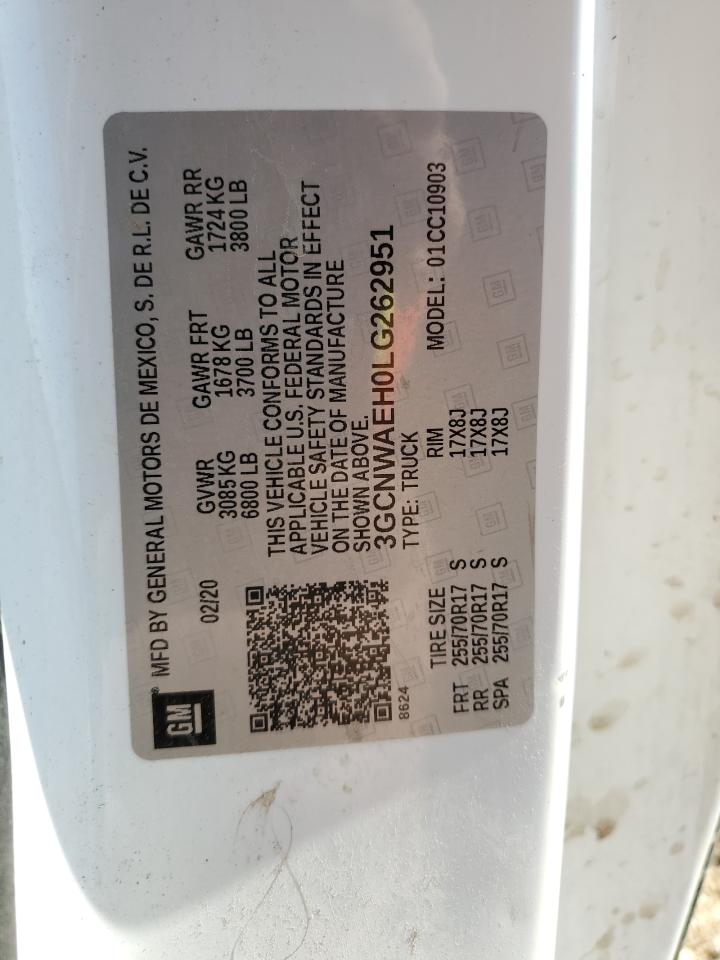 GM® MFD BY GENERAL MOTORS DE MEXICO, S. DE R.L. DE C.V.
02/20 GVWR GAWR FRT GAWR RR
3085 KG 1678 KG 1724 KG
6800 LB 3700 LB 3800 LB
THIS VEHICLE CONFORMS TO ALL
APPLICABLE U.S. FEDERAL MOTOR
VEHICLE SAFETY STANDARDS IN EFFECT
ON THE DATE OF MANUFACTURE
SHOWN ABOVE.
3GCNWAEH0LG262951
8624 TYPE: TRUCK MODEL: 01CC10903
TIRE SIZE RIM
FRT 255/70R17 S 17X8J
RR 255/70R17 S 17X8J
SPA 255/70R17 S 17X8J